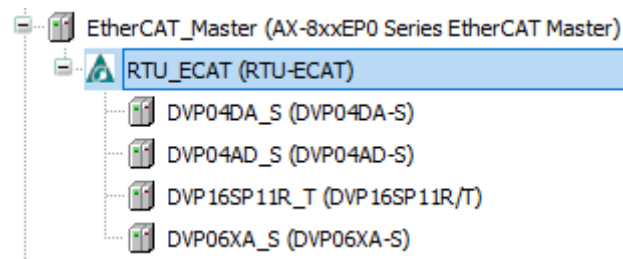 EtherCAT_Master (AX-8xxEP0 Series EtherCAT Master)
RTU_ECAT (RTU-ECAT)
DVP04DA_S (DVP04DA-S)
DVP04AD_S (DVP04AD-S)
DVP16SP11R_T (DVP16SP11R/T)
DVP06XA_S (DVP06XA-S)